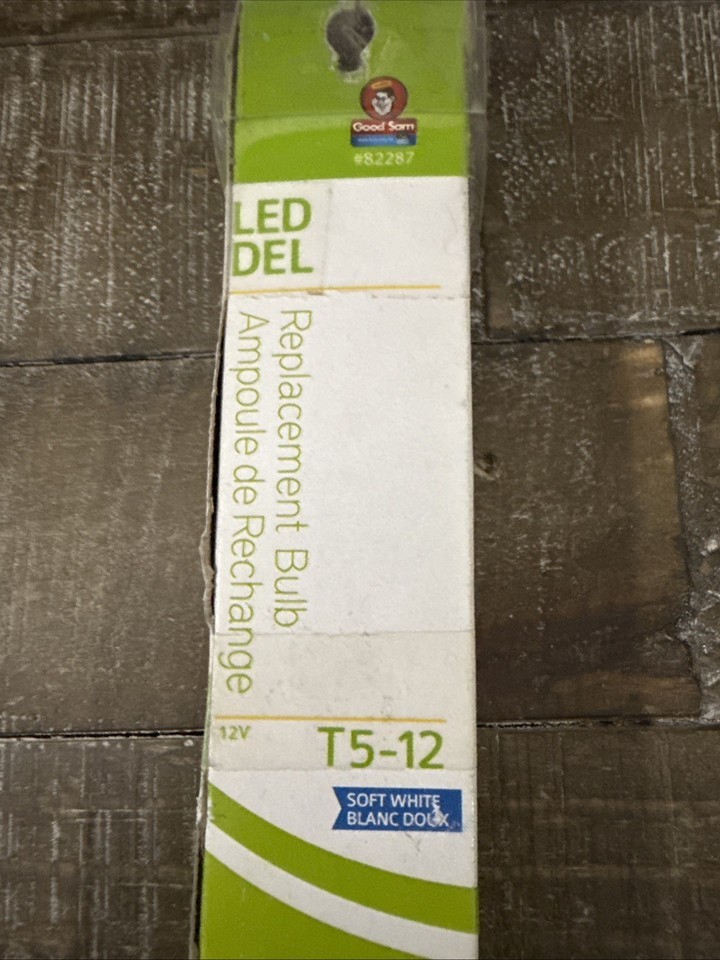 Good Sam
#82287
LED
DEL
Replacement Bulb
Ampoule de Rechange
12V
T5-12
SOFT WHITE
BLANC DOUX